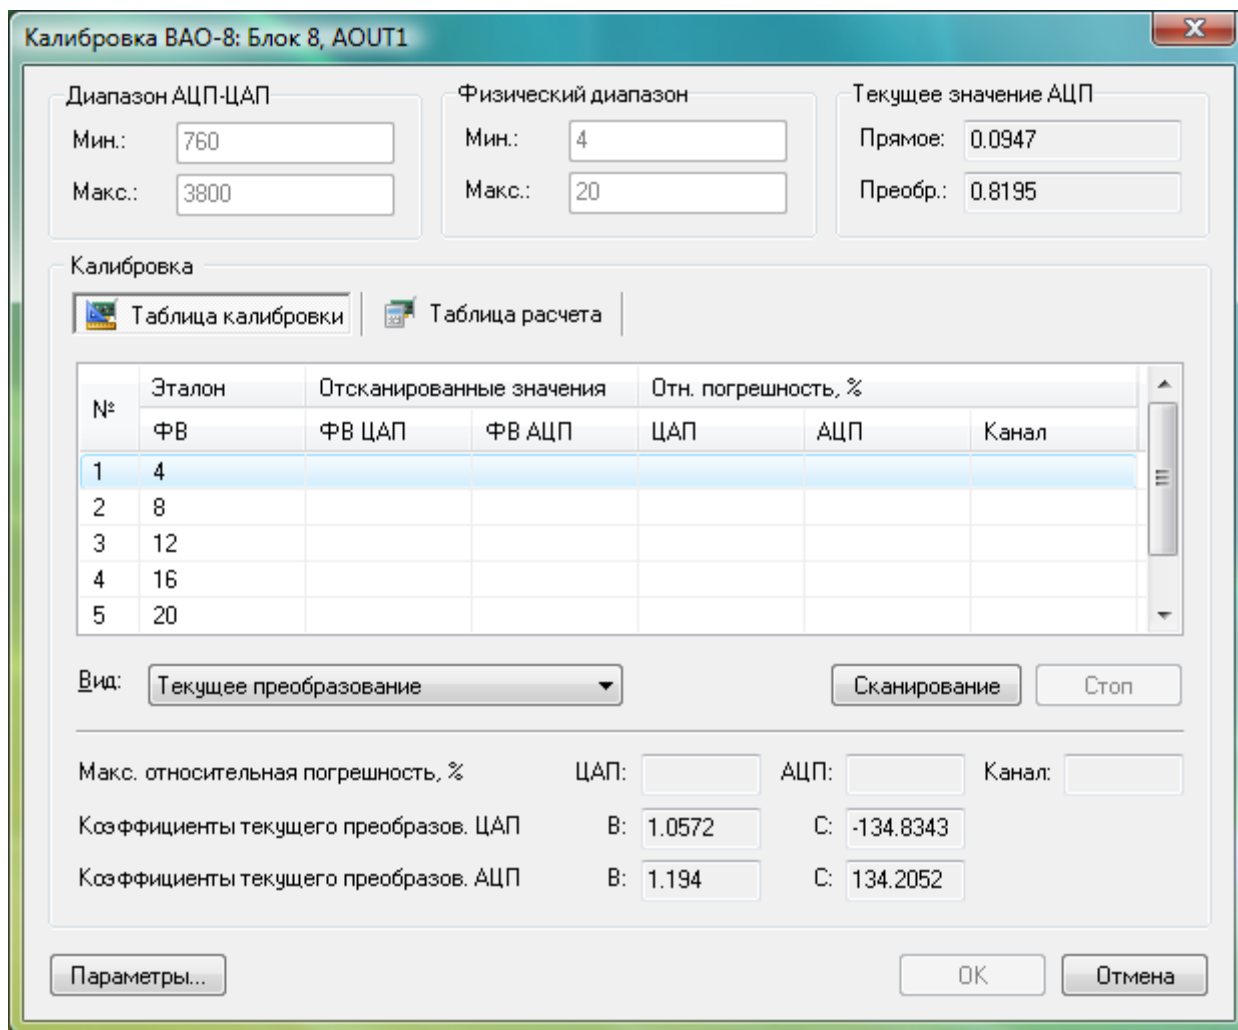 Калибровка BAO-8: Блок 8, AOUT1
Диапазон АЦП-ЦАП
Мин.: 760
Макс.: 3800
Физический диапазон
Мин.: 4
Макс.: 20
Текущее значение АЦП
Прямое: 0.0947
Преобр.: 0.8195
Калибровка
Таблица калибровки
Таблица расчета
№ Эталон Отсканированные значения Отн. погрешность, %
ФВ ФВ ЦАП ФВ АЦП ЦАП АЦП Канал
1 4
2 8
3 12
4 16
5 20
Вид: Текущее преобразование Сканирование Стоп
Макс. относительная погрешность, % ЦАП: АЦП: Канал:
Коэффициенты текущего преобразов. ЦАП B: 1.0572 C: -134.8343
Коэффициенты текущего преобразов. АЦП B: 1.194 C: 134.2052
Параметры... OK Отмена